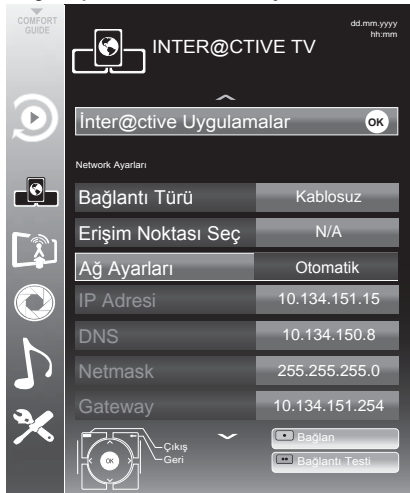 COMFORT
GUIDE
INTER@CTIVE TV
dd.mm.yyyy
hh:mm
İnter@ctive Uygulamalar OK
Network Ayarları
Bağlantı Türü Kablosuz
Erişim Noktası Seç N/A
Ağ Ayarları Otomatik
IP Adresi 10.134.151.15
DNS 10.134.150.8
Netmask 255.255.255.0
Gateway 10.134.151.254
OK
Çıkış
Geri
Bağlan
Bağlantı Testi